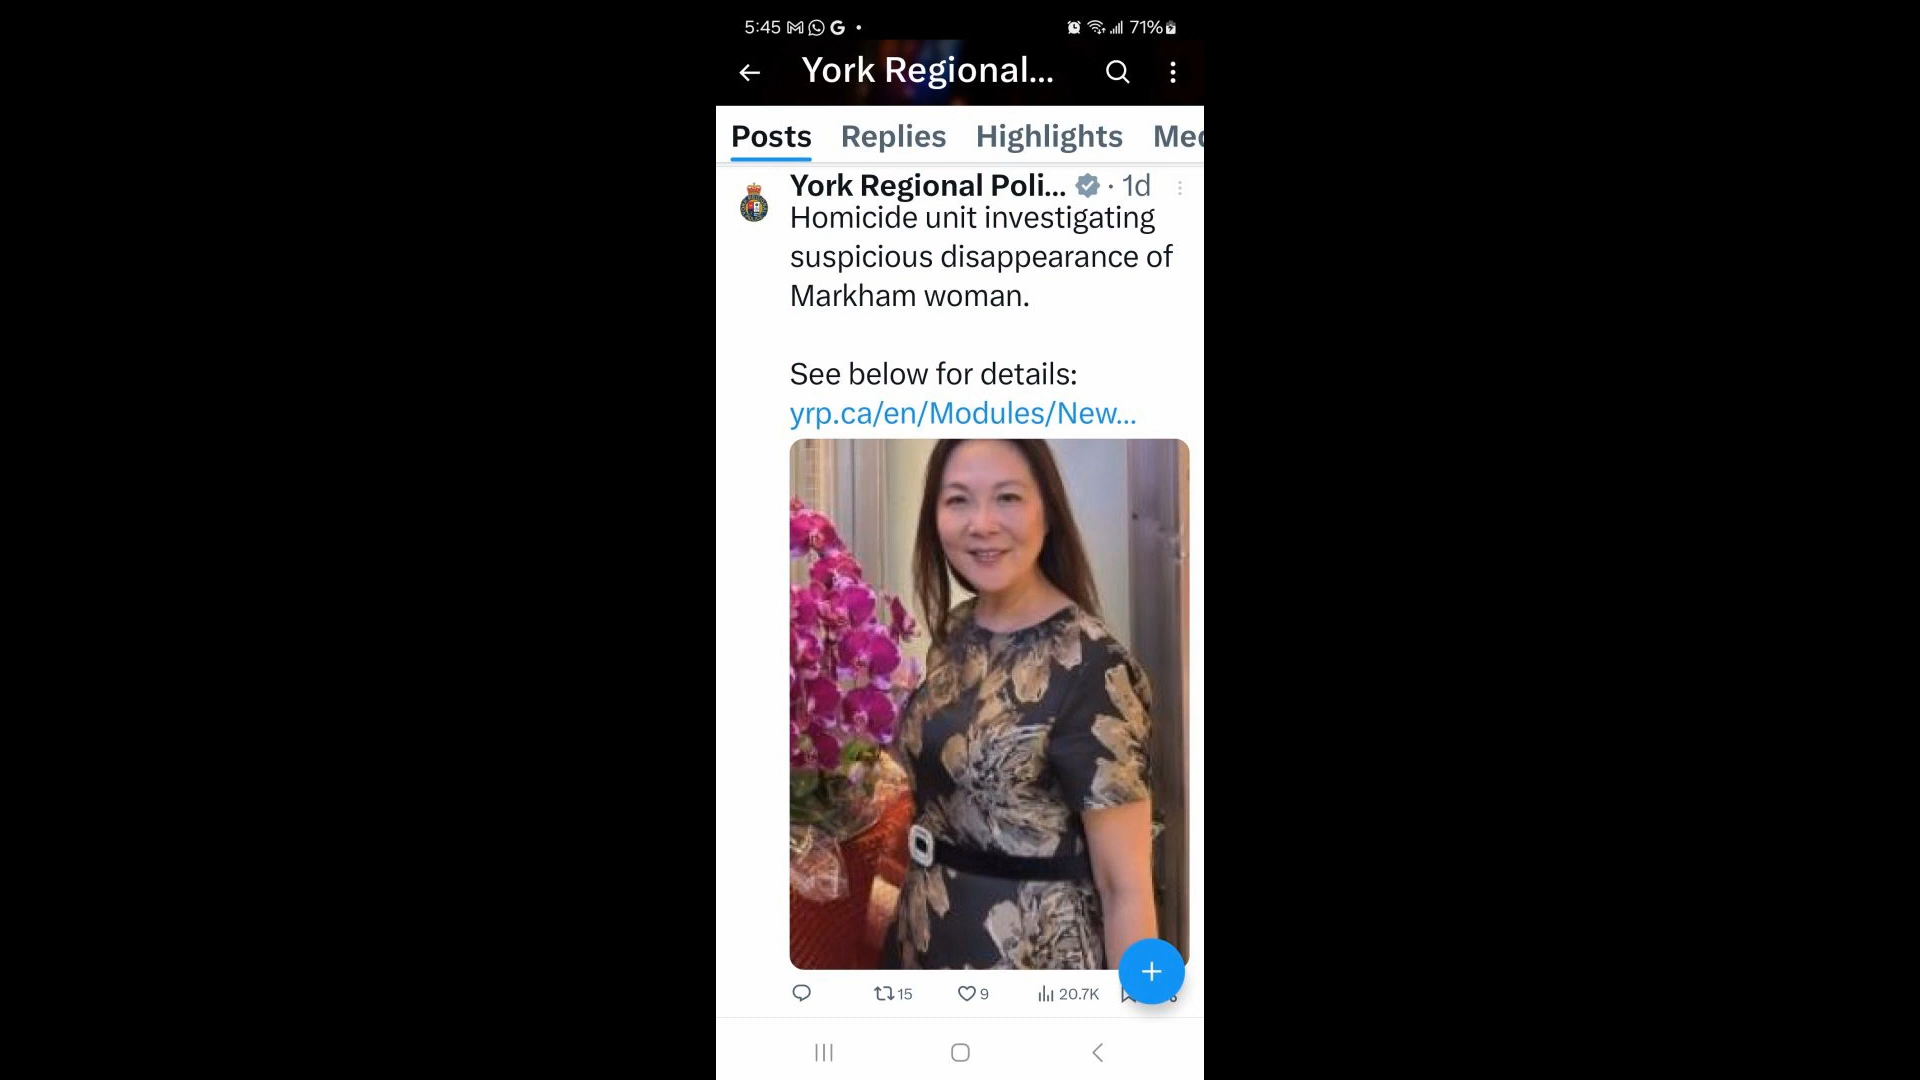 5:45
71%
York Regional...
Posts Replies Highlights Med
York Regional Poli... · 1d
Homicide unit investigating
suspicious disappearance of
Markham woman.
See below for details:
yrp.ca/en/Modules/New...
15 9 20.7K